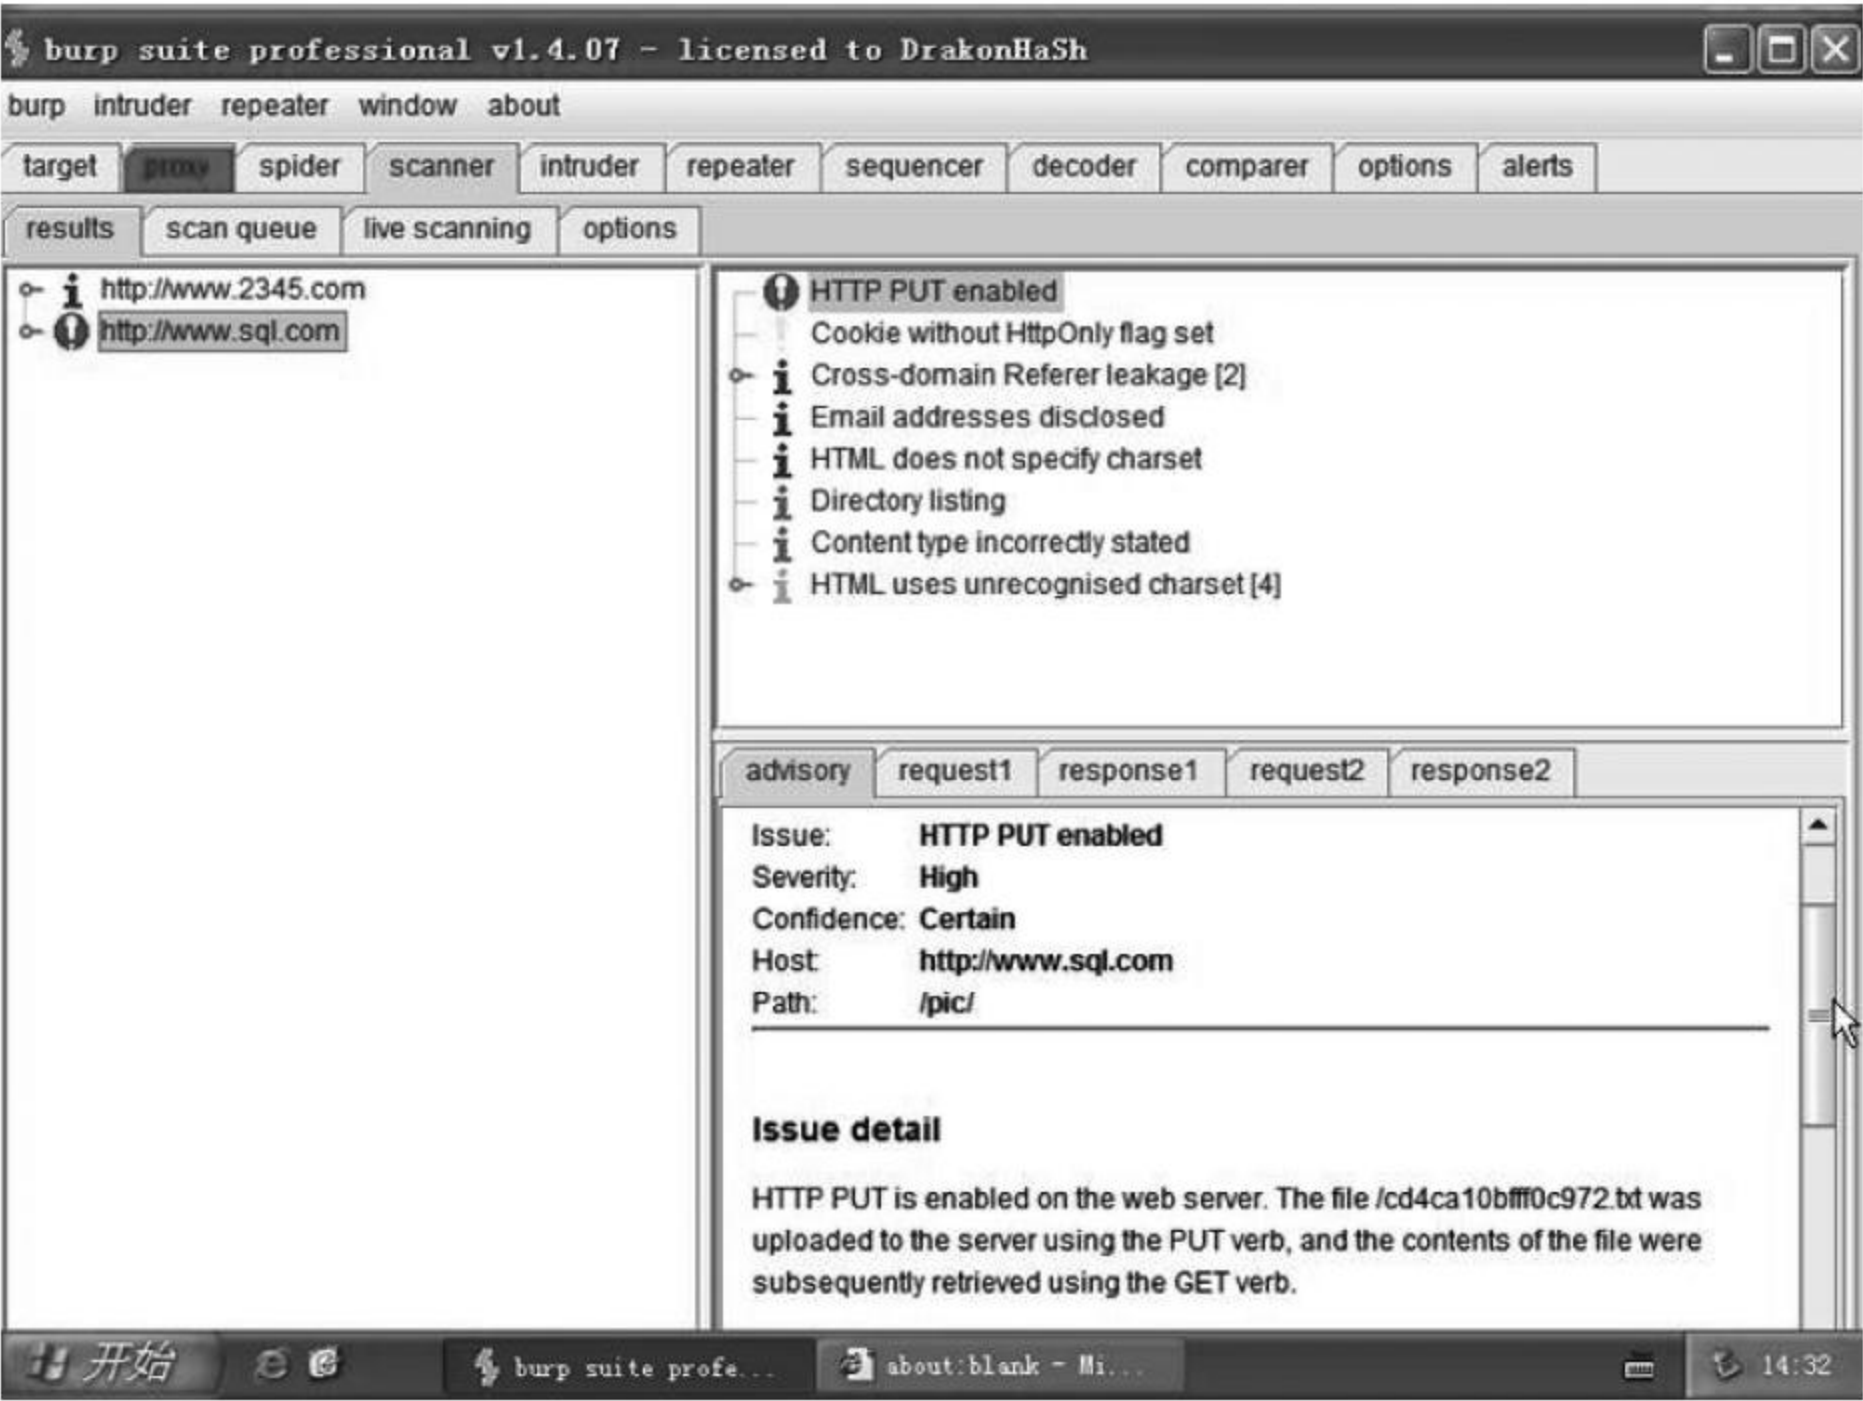 burp suite professional v1.4.07 - licensed to DrakonHaSh
burp intruder repeater window about
target proxy spider scanner intruder repeater sequencer decoder comparer options alerts
results scan queue live scanning options
http://www.2345.com
http://www.sql.com
HTTP PUT enabled
Cookie without HttpOnly flag set
Cross-domain Referer leakage [2]
Email addresses disclosed
HTML does not specify charset
Directory listing
Content type incorrectly stated
HTML uses unrecognised charset [4]
advisory request1 response1 request2 response2
Issue: HTTP PUT enabled
Severity: High
Confidence: Certain
Host: http://www.sql.com
Path: /pic/
Issue detail
HTTP PUT is enabled on the web server. The file /cd4ca10bfff0c972.txt was
uploaded to the server using the PUT verb, and the contents of the file were
subsequently retrieved using the GET verb.
开始 burp suite profe... about:blank - Mi... 14:32